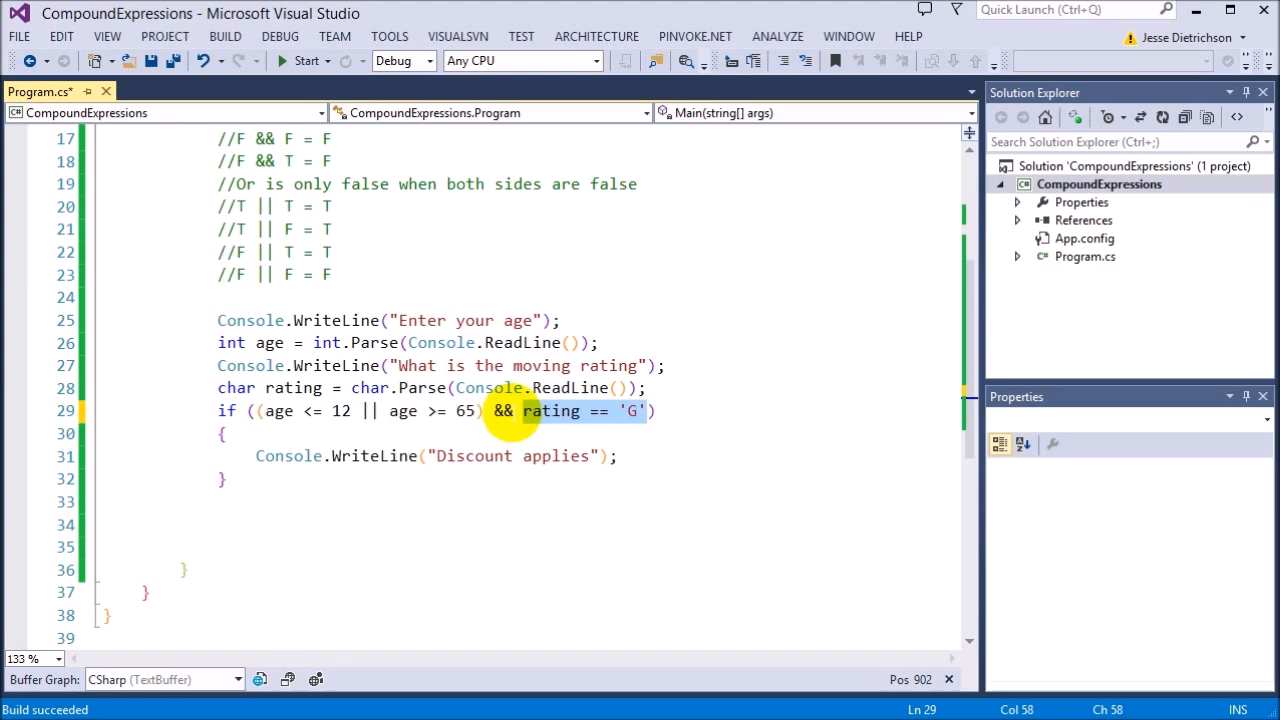 CompoundExpressions - Microsoft Visual Studio
Quick Launch (Ctrl+Q)
FILE EDIT VIEW PROJECT BUILD DEBUG TEAM TOOLS VISUALSVN TEST ARCHITECTURE PINVOKE.NET ANALYZE WINDOW HELP
Jesse Dietrichson
Start Debug Any CPU
Program.cs*
CompoundExpressions CompoundExpressions.Program Main(string[] args)
17 //F && F = F
18 //F && T = F
19 //Or is only false when both sides are false
20 //T || T = T
21 //T || F = T
22 //F || T = T
23 //F || F = F
24
25 Console.WriteLine("Enter your age");
26 int age = int.Parse(Console.ReadLine());
27 Console.WriteLine("What is the moving rating");
28 char rating = char.Parse(Console.ReadLine());
29 if ((age <= 12 || age >= 65) && rating == 'G')
30 {
31 Console.WriteLine("Discount applies");
32 }
33
34
35
36 }
37 }
38 }
39
133 %
Buffer Graph: CSharp (TextBuffer) Pos 902
Build succeeded Ln 29 Col 58 Ch 58 INS
Solution Explorer
Search Solution Explorer (Ctrl+;)
Solution 'CompoundExpressions' (1 project)
CompoundExpressions
Properties
References
App.config
C# Program.cs
Properties